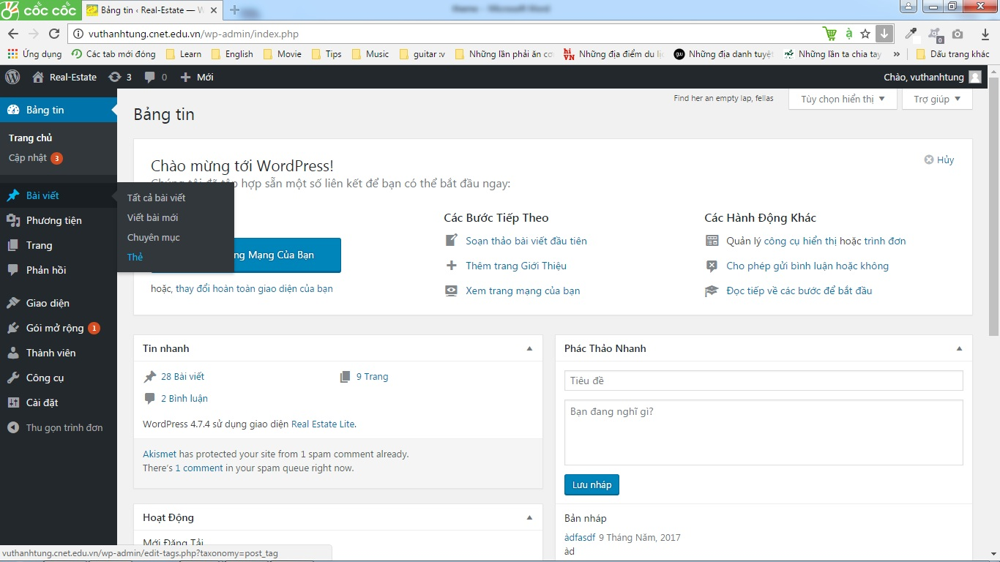 cốc cốc
Bảng tin ‹ Real-Estate — W
vuthanhtung.cnet.edu.vn/wp-admin/index.php
Ứng dụng
Các tab mới đóng
Learn
English
Movie
Tips
Music
guitar :v
Những lần phải ăn cơ
Những địa điểm du lị
Những địa danh tuyệt
Những lần ta chia tay
»
Dấu trang khác
Real-Estate
3
0
Mới
Chào, vuthanhtung
Find her an empty lap, fellas
Tùy chọn hiển thị
Trợ giúp
Bảng tin
Trang chủ
Cập nhật 3
Bài viết
Tất cả bài viết
Viết bài mới
Chuyên mục
Thẻ
Phương tiện
Trang
Phản hồi
Giao diện
Gói mở rộng 1
Thành viên
Công cụ
Cài đặt
Thu gọn trình đơn
Bảng tin
Chào mừng tới WordPress!
Hủy
hợp sẵn một số liên kết để bạn có thể bắt đầu ngay:
Mạng Của Bạn
hoặc, thay đổi hoàn toàn giao diện của bạn
Các Bước Tiếp Theo
Soạn thảo bài viết đầu tiên
Thêm trang Giới Thiệu
Xem trang mạng của bạn
Các Hành Động Khác
Quản lý công cụ hiển thị hoặc trình đơn
Cho phép gửi bình luận hoặc không
Đọc tiếp về các bước để bắt đầu
Tin nhanh
28 Bài viết
9 Trang
2 Bình luận
WordPress 4.7.4 sử dụng giao diện Real Estate Lite.
Akismet has protected your site from 1 spam comment already.
There's 1 comment in your spam queue right now.
Hoạt Động
Mới Đăng Tải
Phác Thảo Nhanh
Tiêu đề
Bạn đang nghĩ gì?
Lưu nháp
Bản nháp
àdfasdf 9 Tháng Năm, 2017
àd
vuthanhtung.cnet.edu.vn/wp-admin/edit-tags.php?taxonomy=post_tag